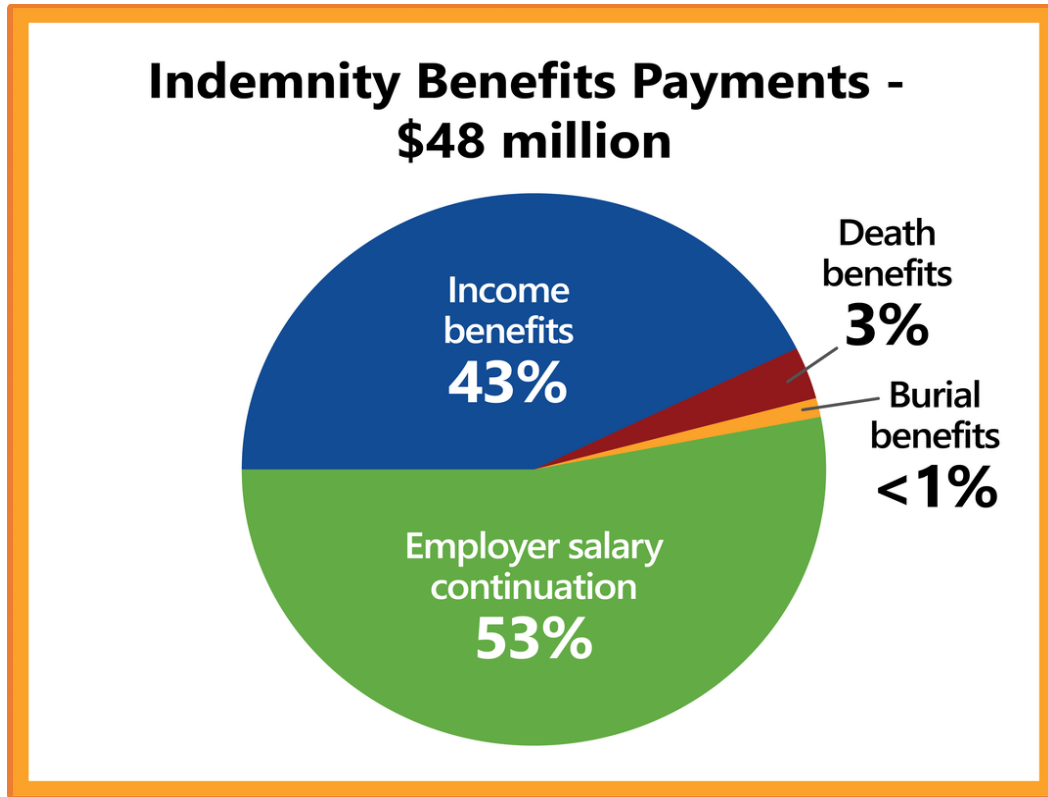 Indemnity Benefits Payments -
$48 million
Income
benefits
43%
Death
benefits
3%
Burial
benefits
<1%
Employer salary
continuation
53%